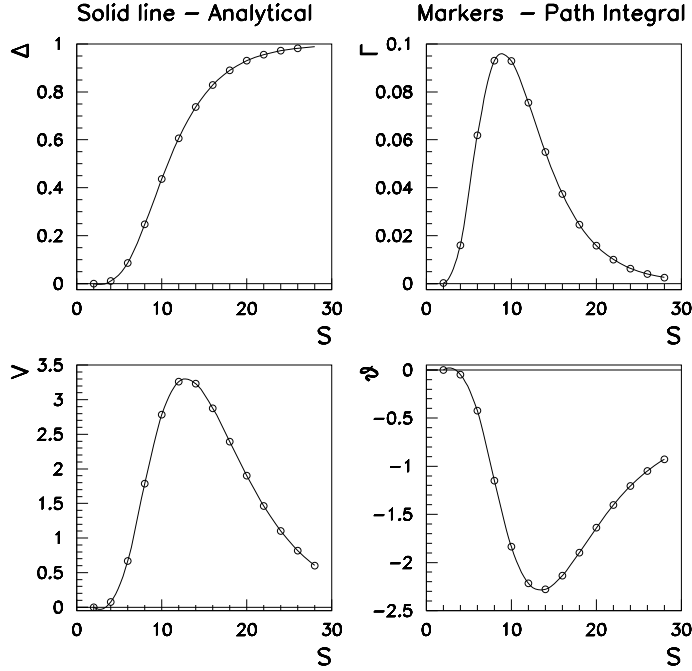 Solid line – Analytical
Markers – Path Integral
Δ
1
0.8
0.6
0.4
0.2
0
0 10 20 30
S
Γ
0.1
0.08
0.06
0.04
0.02
0
0 10 20 30
S
V
3.5
3
2.5
2
1.5
1
0.5
0
0 10 20 30
S
ϑ
0
−0.5
−1
−1.5
−2
−2.5
0 10 20 30
S